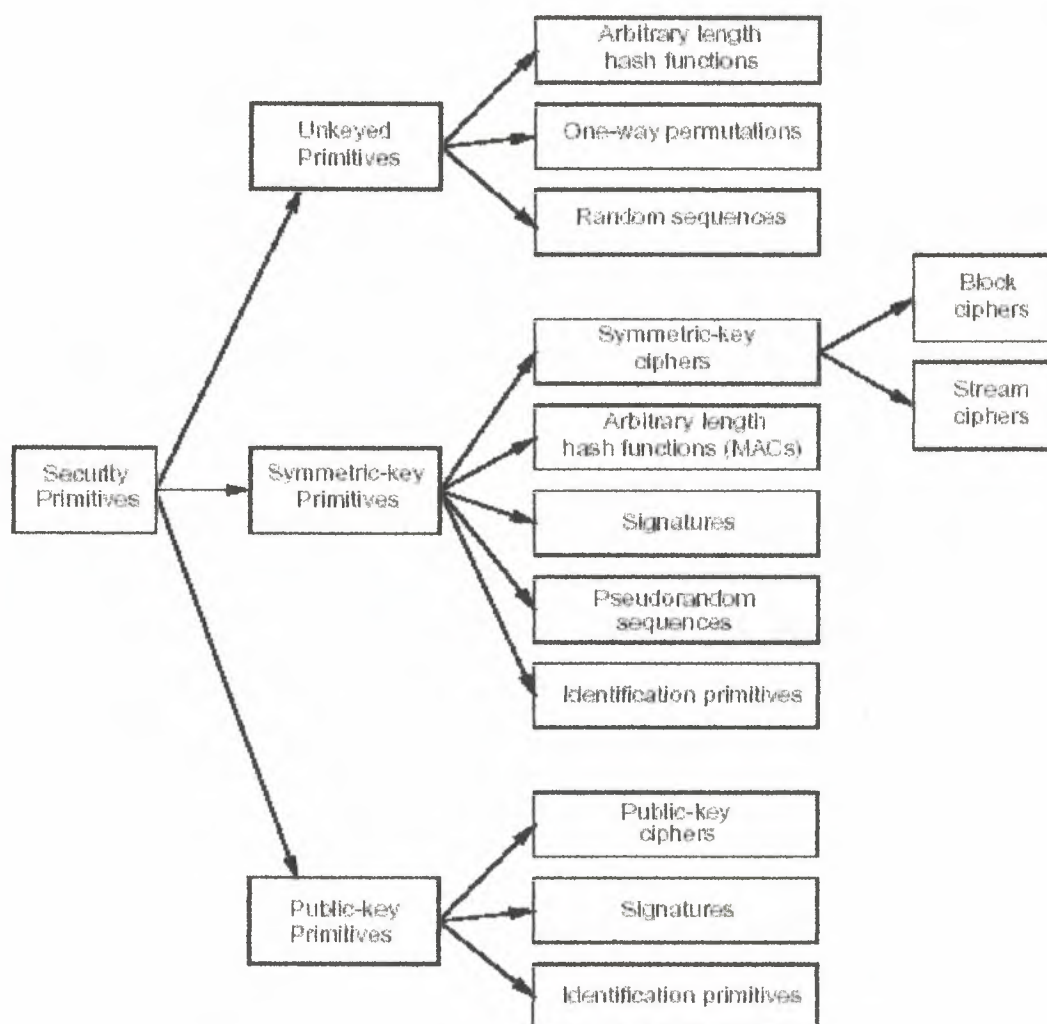 Arbitrary length
hash functions
Unkeyed
Primitives
One-way permutations
Random sequences
Block
ciphers
Symmetric-key
ciphers
Stream
ciphers
Arbitrary length
hash functions (MACs)
Security
Primitives
Symmetric-key
Primitives
Signatures
Pseudorandom
sequences
Identification primitives
Public-key
ciphers
Public-key
Primitives
Signatures
Identification primitives